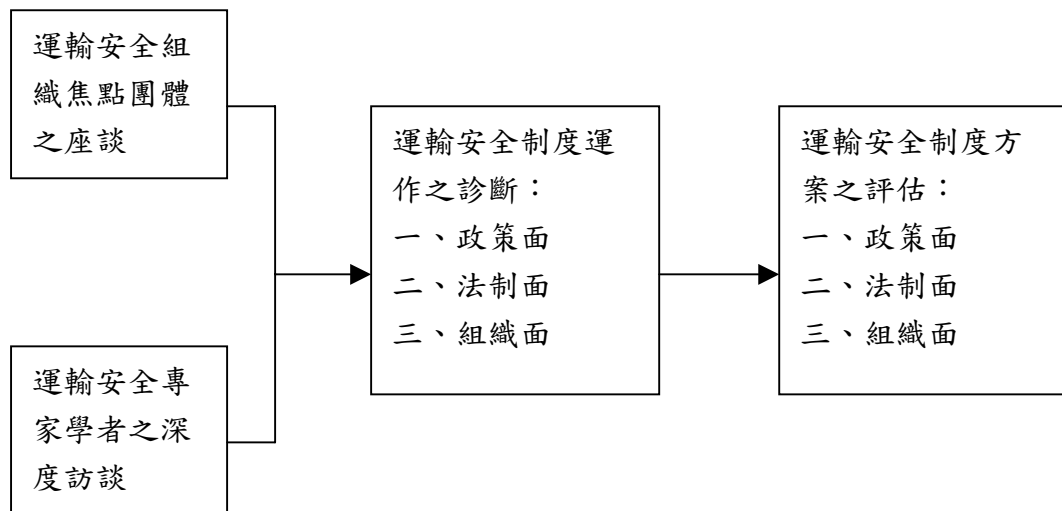 運輸安全組
織焦點團體
之座談
運輸安全專
家學者之深
度訪談
運輸安全制度運
作之診斷：
一、政策面
二、法制面
三、組織面
運輸安全制度方
案之評估：
一、政策面
二、法制面
三、組織面